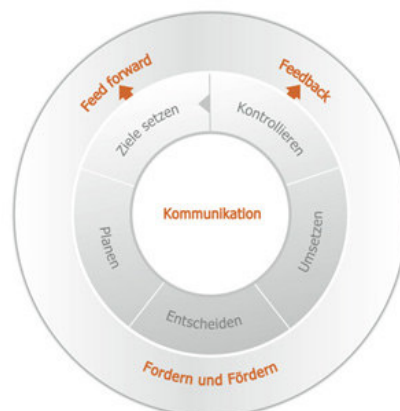 Feed forward
Feedback
Ziele setzen
Kontrollieren
Kommunikation
Planen
Umsetzen
Entscheiden
Fordern und Fördern